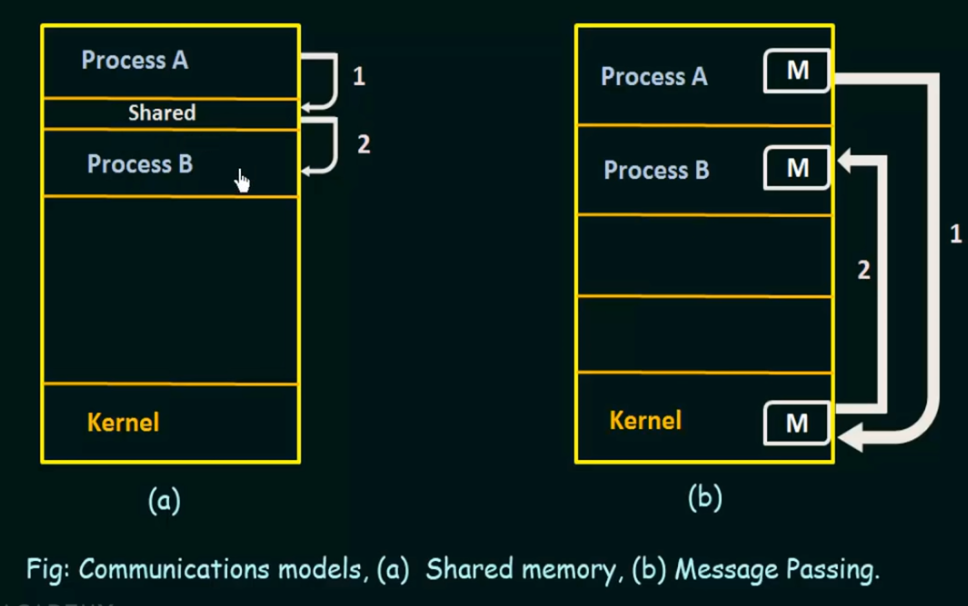 Process A
1
Shared
2
Process B
Kernel
(a)
Process A
M
Process B
M
1
2
Kernel
M
(b)
Fig: Communications models, (a) Shared memory, (b) Message Passing.